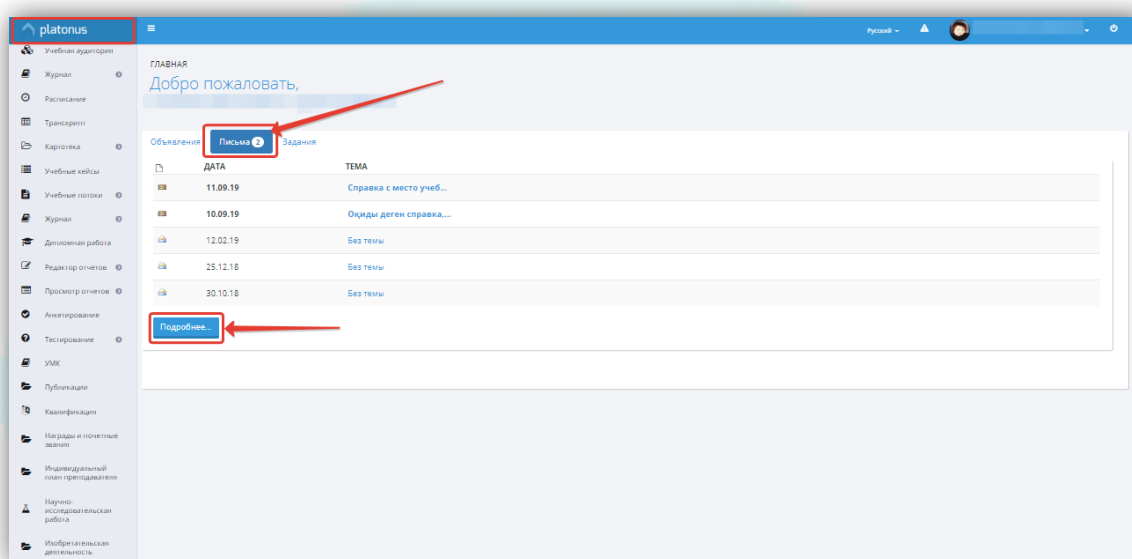 platonus
Русский
Учебная аудитория
Журнал
Расписание
Транскрипт
Картотека
Учебные кейсы
Учебные потоки
Журнал
Дипломная работа
Редактор отчетов
Просмотр отчетов
Анкетирование
Тестирование
УМК
Публикации
Квалификация
Награды и почетные
звания
Индивидуальный
план преподавателя
Научно-
исследовательская
работа
Изобретательская
деятельность
ГЛАВНАЯ
Добро пожаловать,
Объявления Письма 2 Задания
ДАТА ТЕМА
11.09.19 Справка с место учеб...
10.09.19 Оқиды деген справка,...
12.02.19 Без темы
25.12.18 Без темы
30.10.18 Без темы
Подробнее...